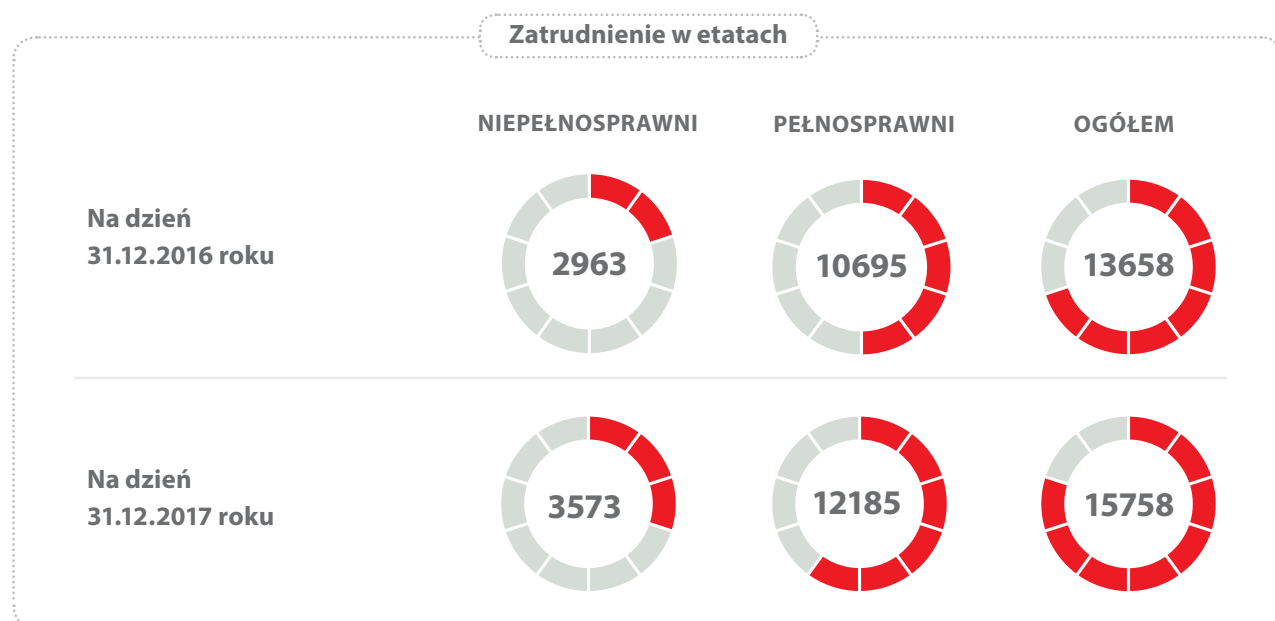 Zatrudnienie w etatach
NIEPEŁNOSPRAWNI PEŁNOSPRAWNI OGÓŁEM
Na dzień
31.12.2016 roku
2963 10695 13658
Na dzień
31.12.2017 roku
3573 12185 15758